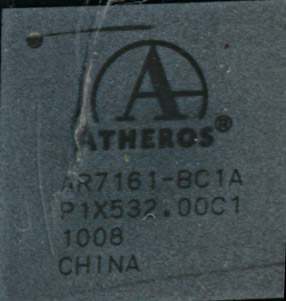 ATHEROS®
AR7161-BC1A
P1X532.00C1
1008
CHINA